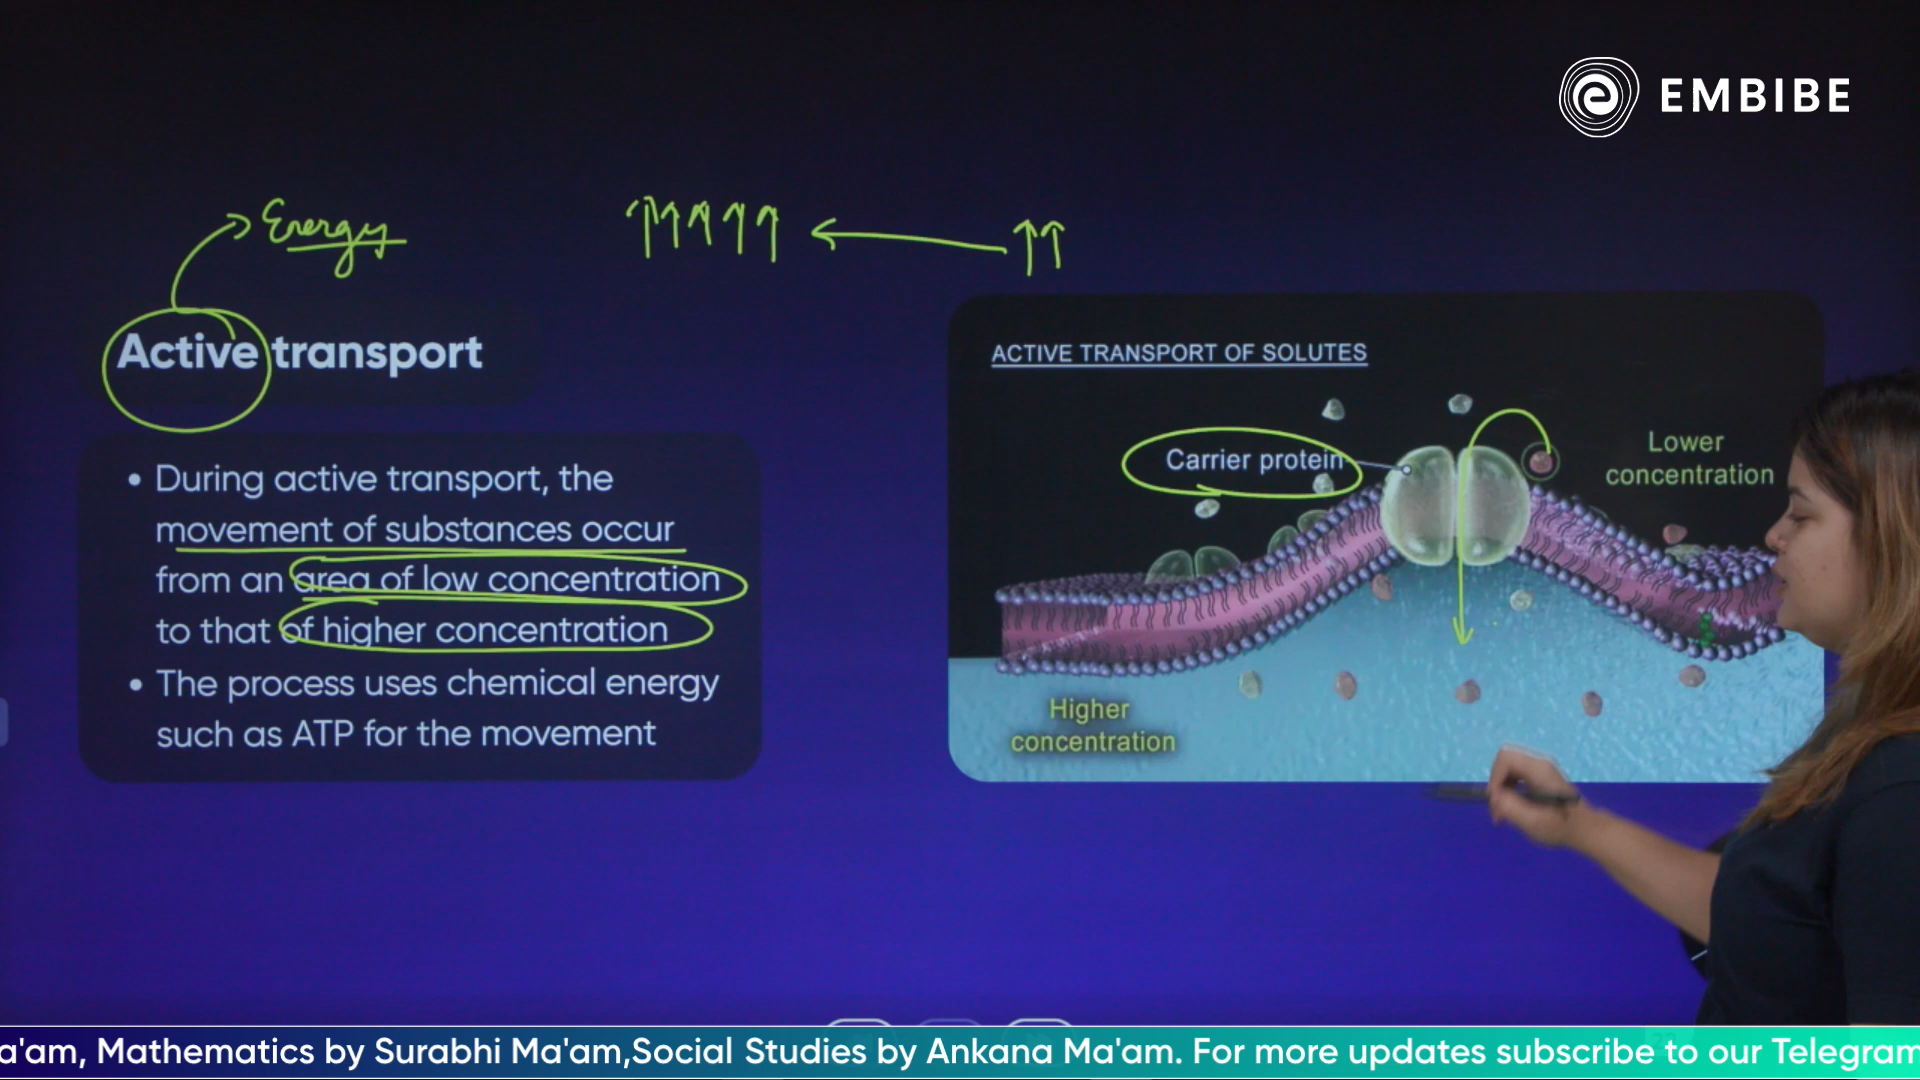 EMBIBE
Energy
Active transport
• During active transport, the
movement of substances occur
from an area of low concentration
to that of higher concentration
• The process uses chemical energy
such as ATP for the movement
ACTIVE TRANSPORT OF SOLUTES
Carrier protein
Lower
concentration
Higher
concentration
a'am, Mathematics by Surabhi Ma'am,Social Studies by Ankana Ma'am. For more updates subscribe to our Telegram